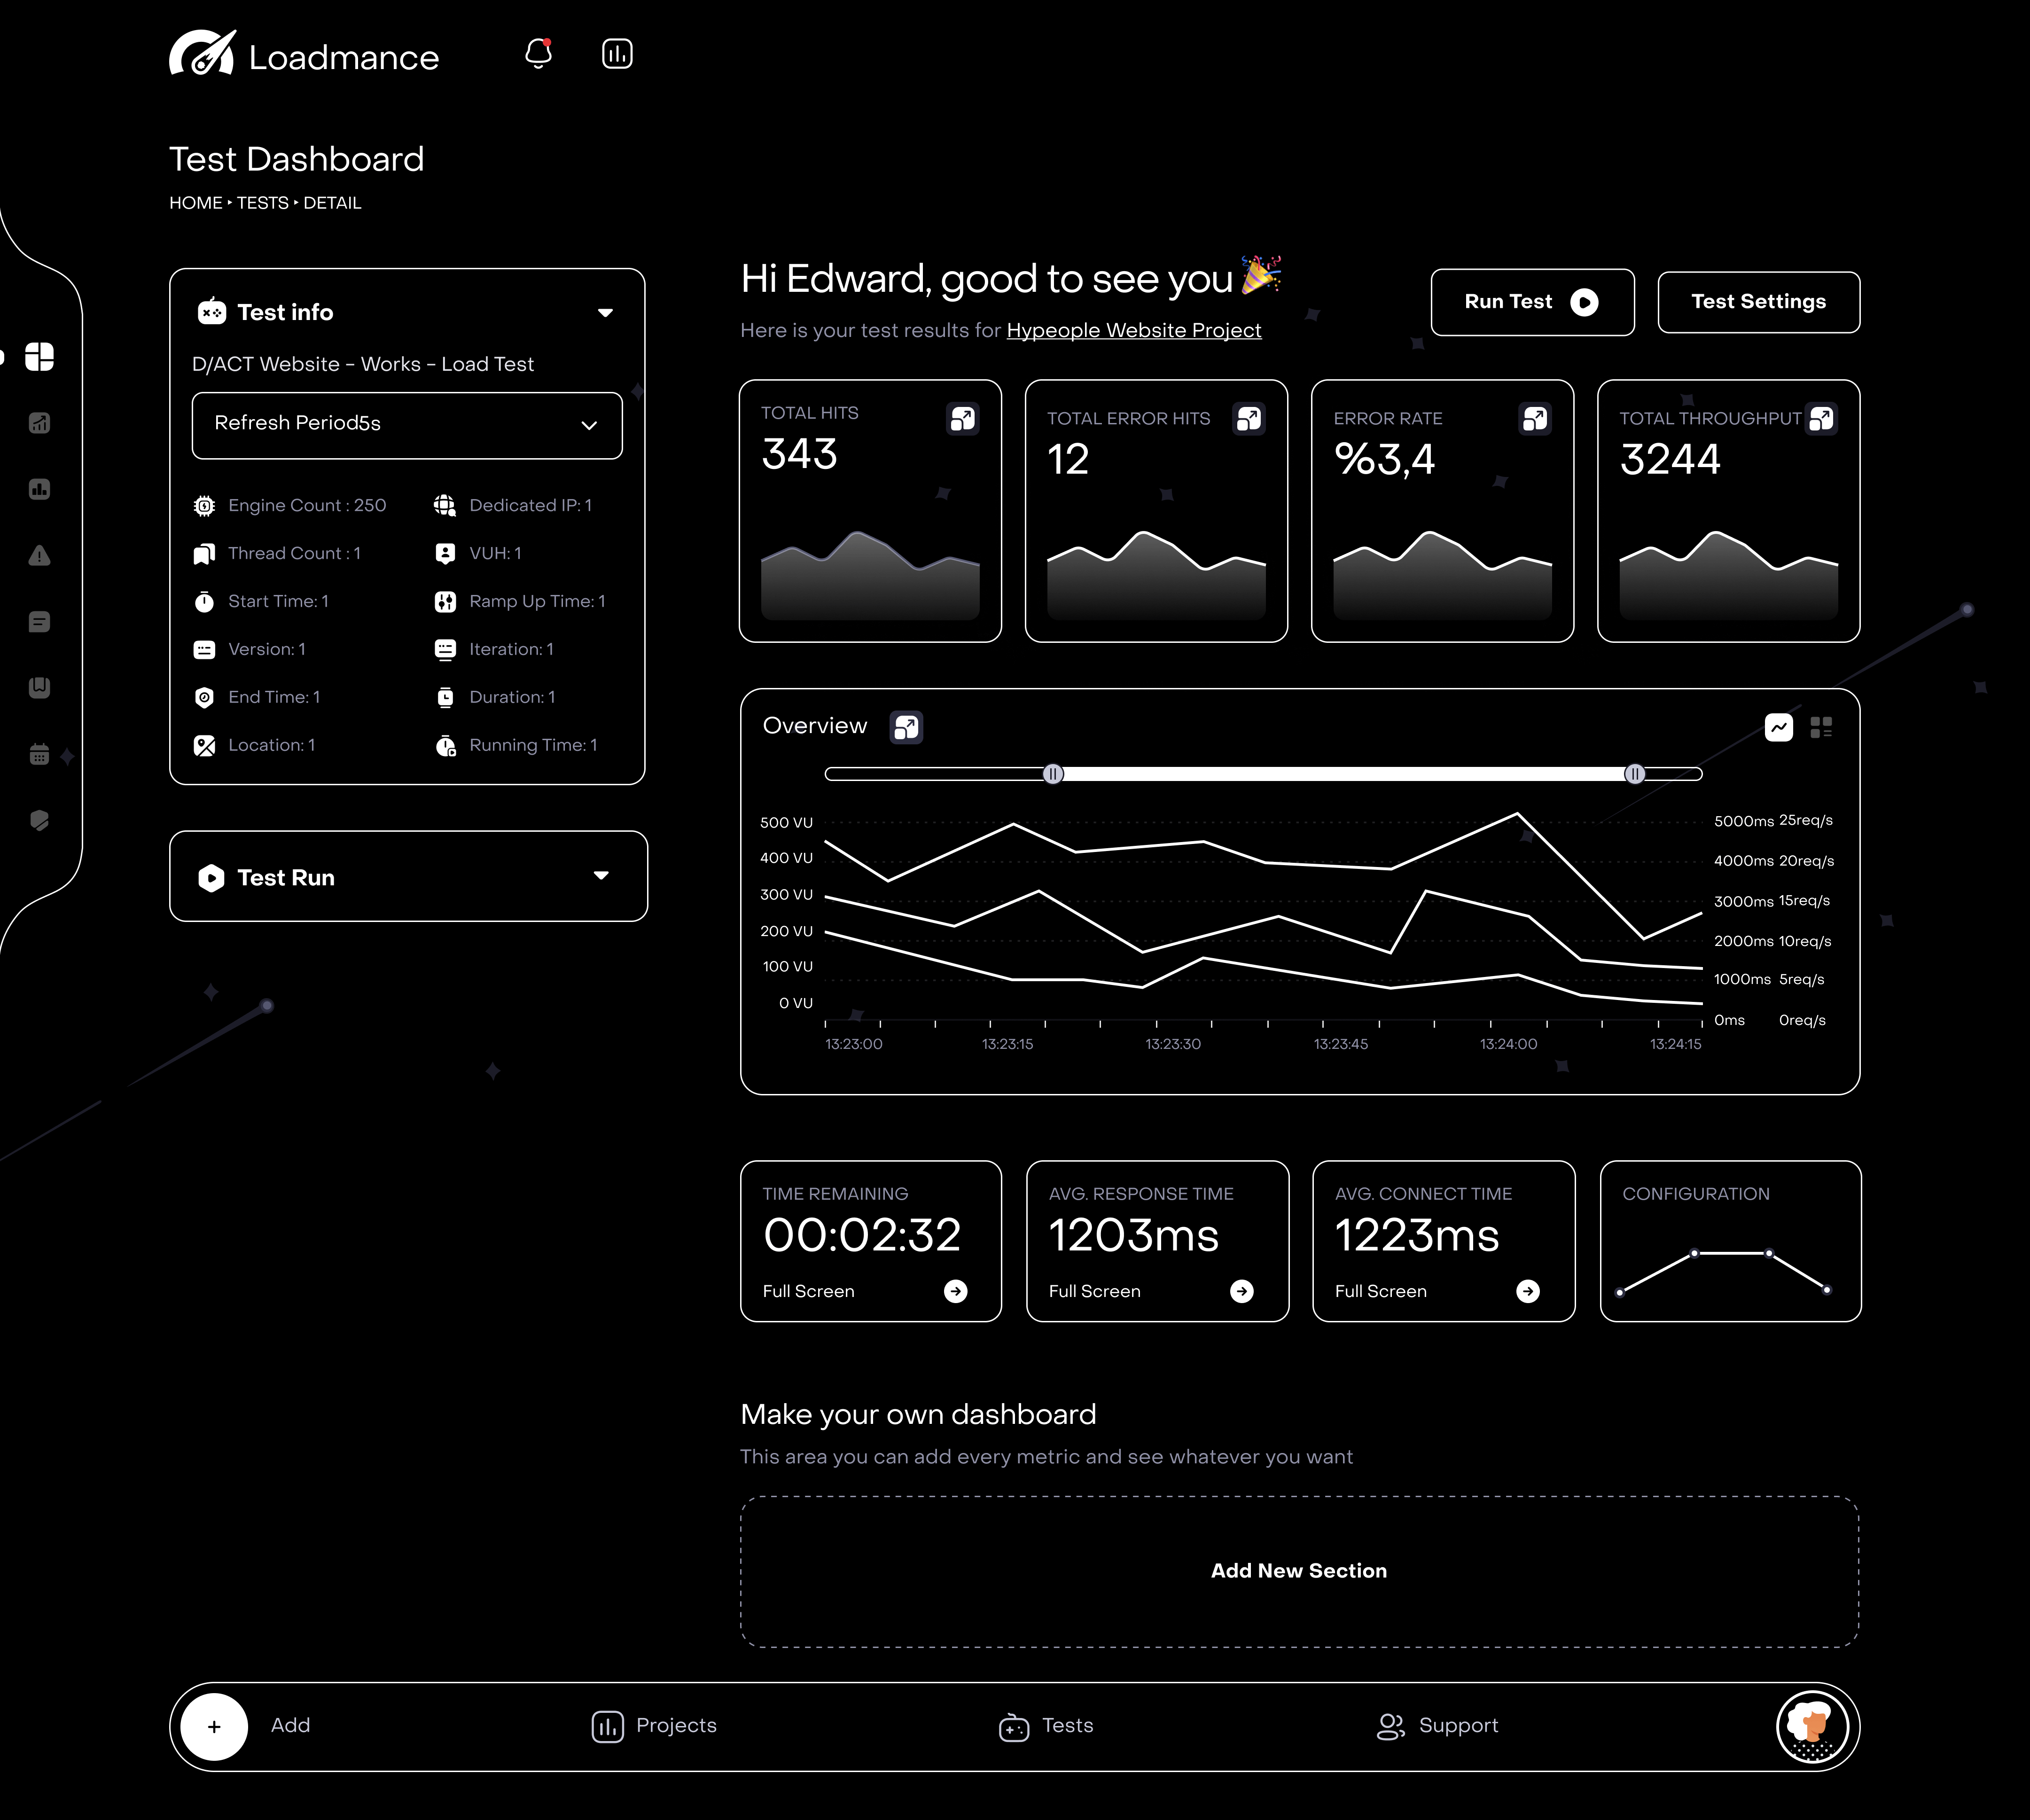 Loadmance
Test Dashboard
HOME ‣ TESTS ‣ DETAIL
Test info
D/ACT Website - Works - Load Test
Refresh Period5s
Engine Count : 250
Dedicated IP: 1
Thread Count : 1
VUH: 1
Start Time: 1
Ramp Up Time: 1
Version: 1
Iteration: 1
End Time: 1
Duration: 1
Location: 1
Running Time: 1
Test Run
Hi Edward, good to see you🎉
Here is your test results for Hypeople Website Project
Run Test
Test Settings
TOTAL HITS
343
TOTAL ERROR HITS
12
ERROR RATE
%3,4
TOTAL THROUGHPUT
3244
Overview
500 VU
400 VU
300 VU
200 VU
100 VU
0 VU
5000ms 25req/s
4000ms 20req/s
3000ms 15req/s
2000ms 10req/s
1000ms 5req/s
0ms 0req/s
13:23:00 13:23:15 13:23:30 13:23:45 13:24:00 13:24:15
TIME REMAINING
00:02:32
Full Screen
AVG. RESPONSE TIME
1203ms
Full Screen
AVG. CONNECT TIME
1223ms
Full Screen
CONFIGURATION
Make your own dashboard
This area you can add every metric and see whatever you want
Add New Section
Add
Projects
Tests
Support